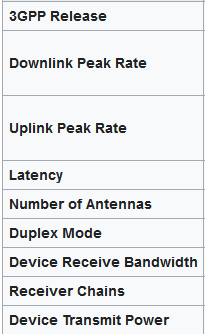 3GPP Release
Downlink Peak Rate
Uplink Peak Rate
Latency
Number of Antennas
Duplex Mode
Device Receive Bandwidth
Receiver Chains
Device Transmit Power